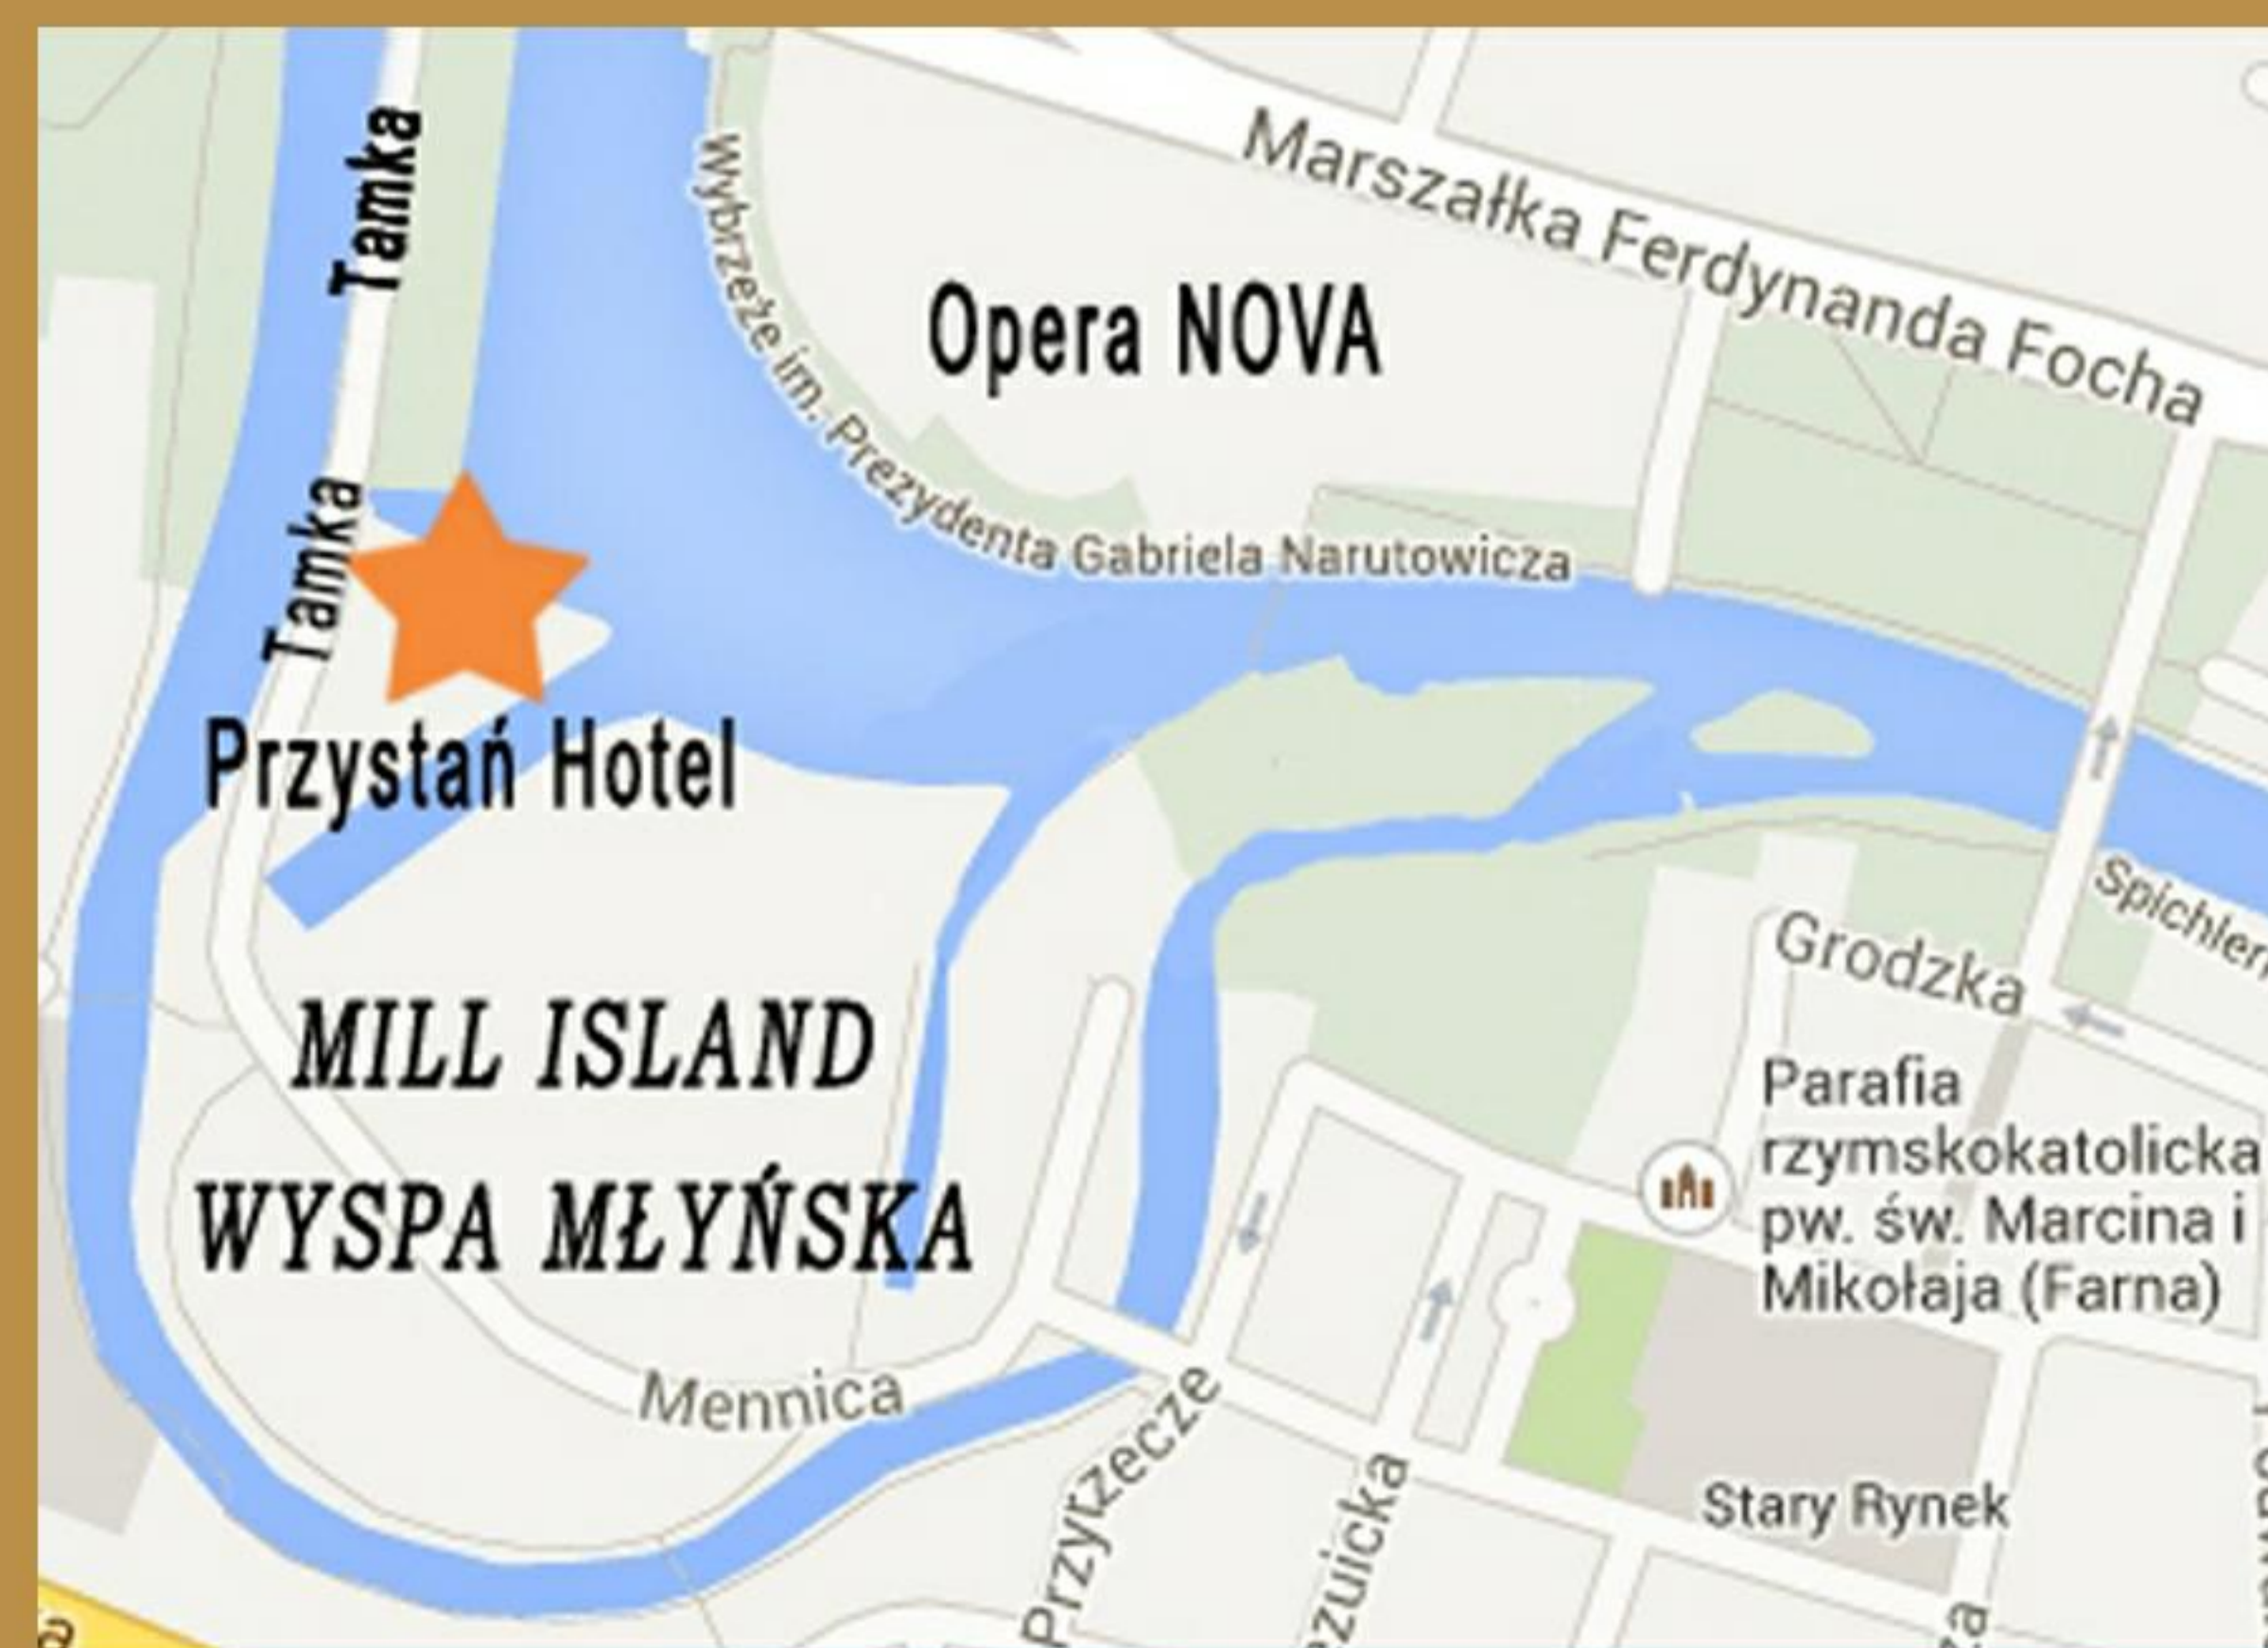 Tamka
Marszałka Ferdynanda Focha
Wybrzeże im. Prezydenta Gabriela Narutowicza
Opera NOVA
Tamka
Przystań Hotel
Grodzka
MILL ISLAND
WYSPA MŁYŃSKA
Parafia
rzymskokatolicka
pw. św. Marcina i
Mikołaja (Farna)
Mennica
Przyrzecze
Stary Rynek